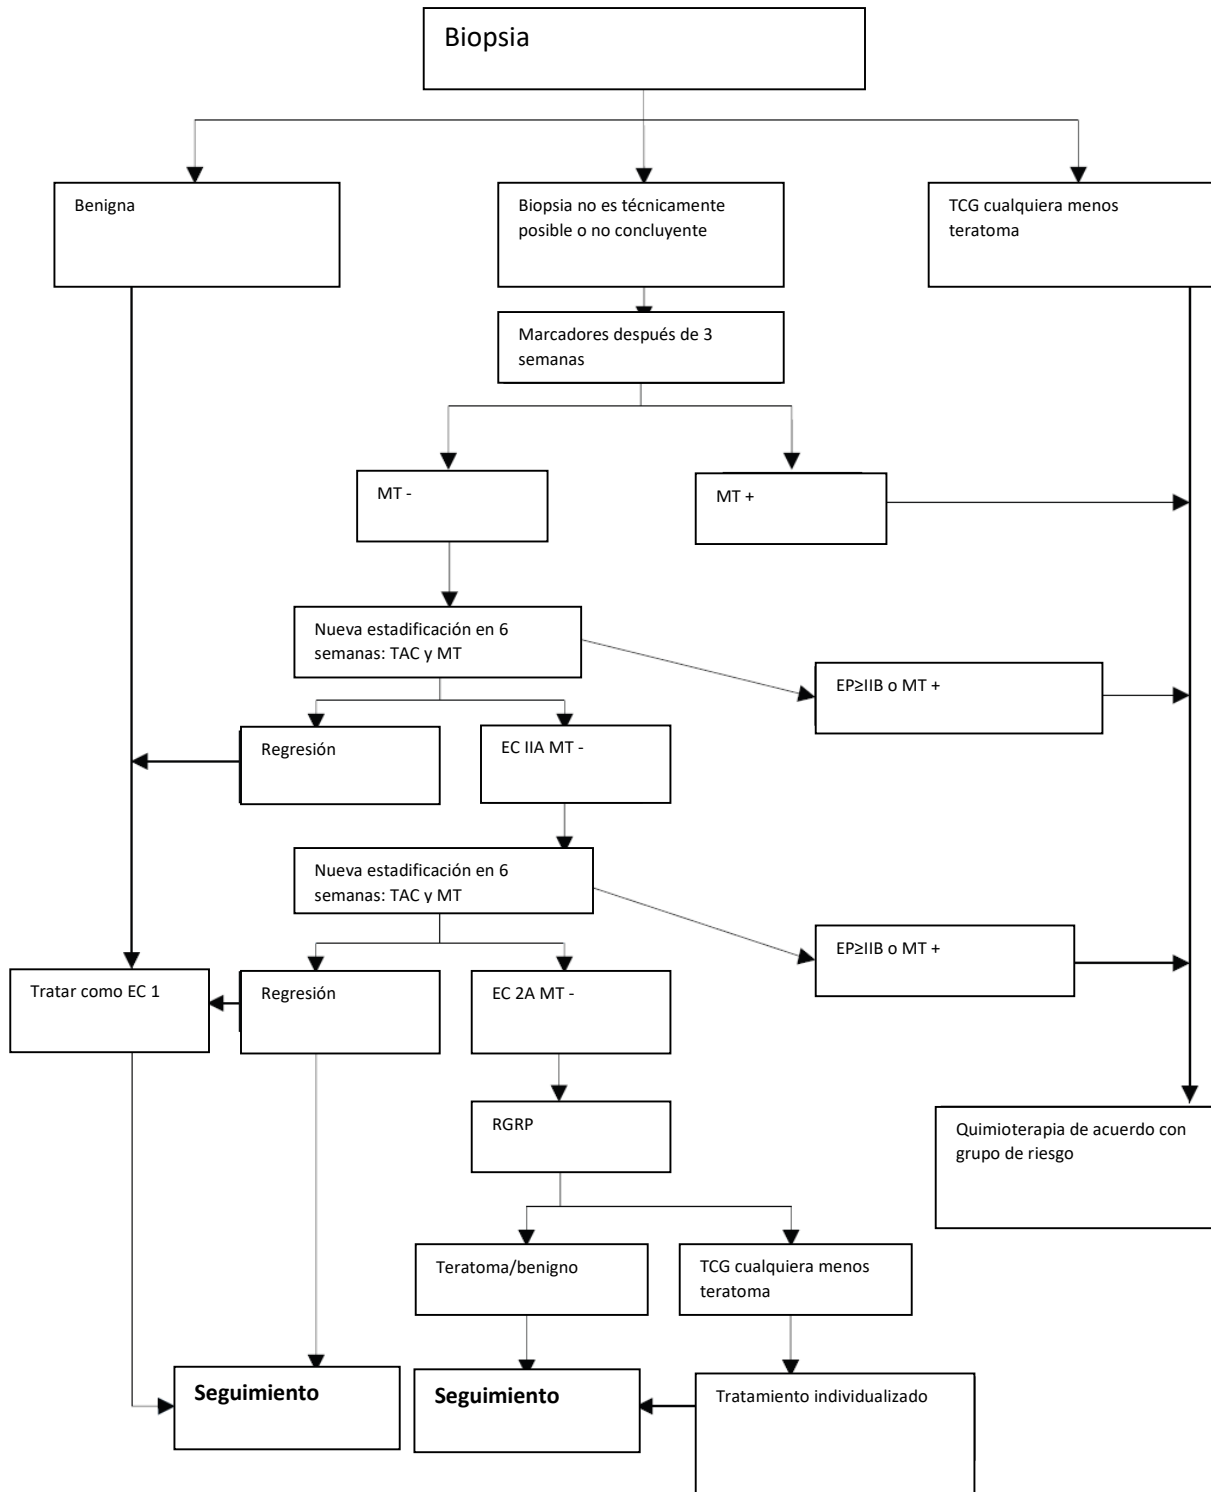 Biopsia
Benigna
Biopsia no es técnicamente
posible o no concluyente
TCG cualquiera menos
teratoma
Marcadores después de 3
semanas
MT -
MT +
Nueva estadificación en 6
semanas: TAC y MT
EP≥IIB o MT +
Regresión
EC IIA MT -
Nueva estadificación en 6
semanas: TAC y MT
EP≥IIB o MT +
Tratar como EC 1
Regresión
EC 2A MT -
RGRP
Quimioterapia de acuerdo con
grupo de riesgo
Teratoma/benigno
TCG cualquiera menos
teratoma
Seguimiento
Seguimiento
Tratamiento individualizado